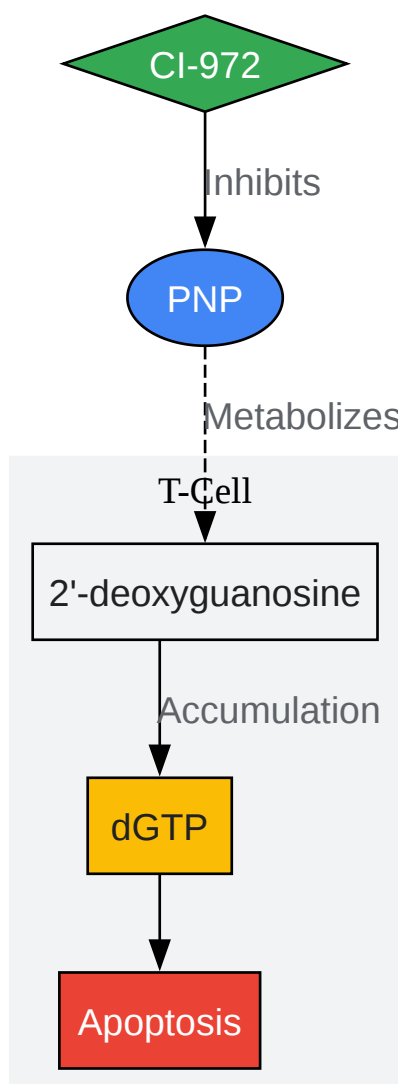 CI-972
Inhibits
PNP
Metabolizes
T-Cell
2'-deoxyguanosine
Accumulation
dGTP
Apoptosis